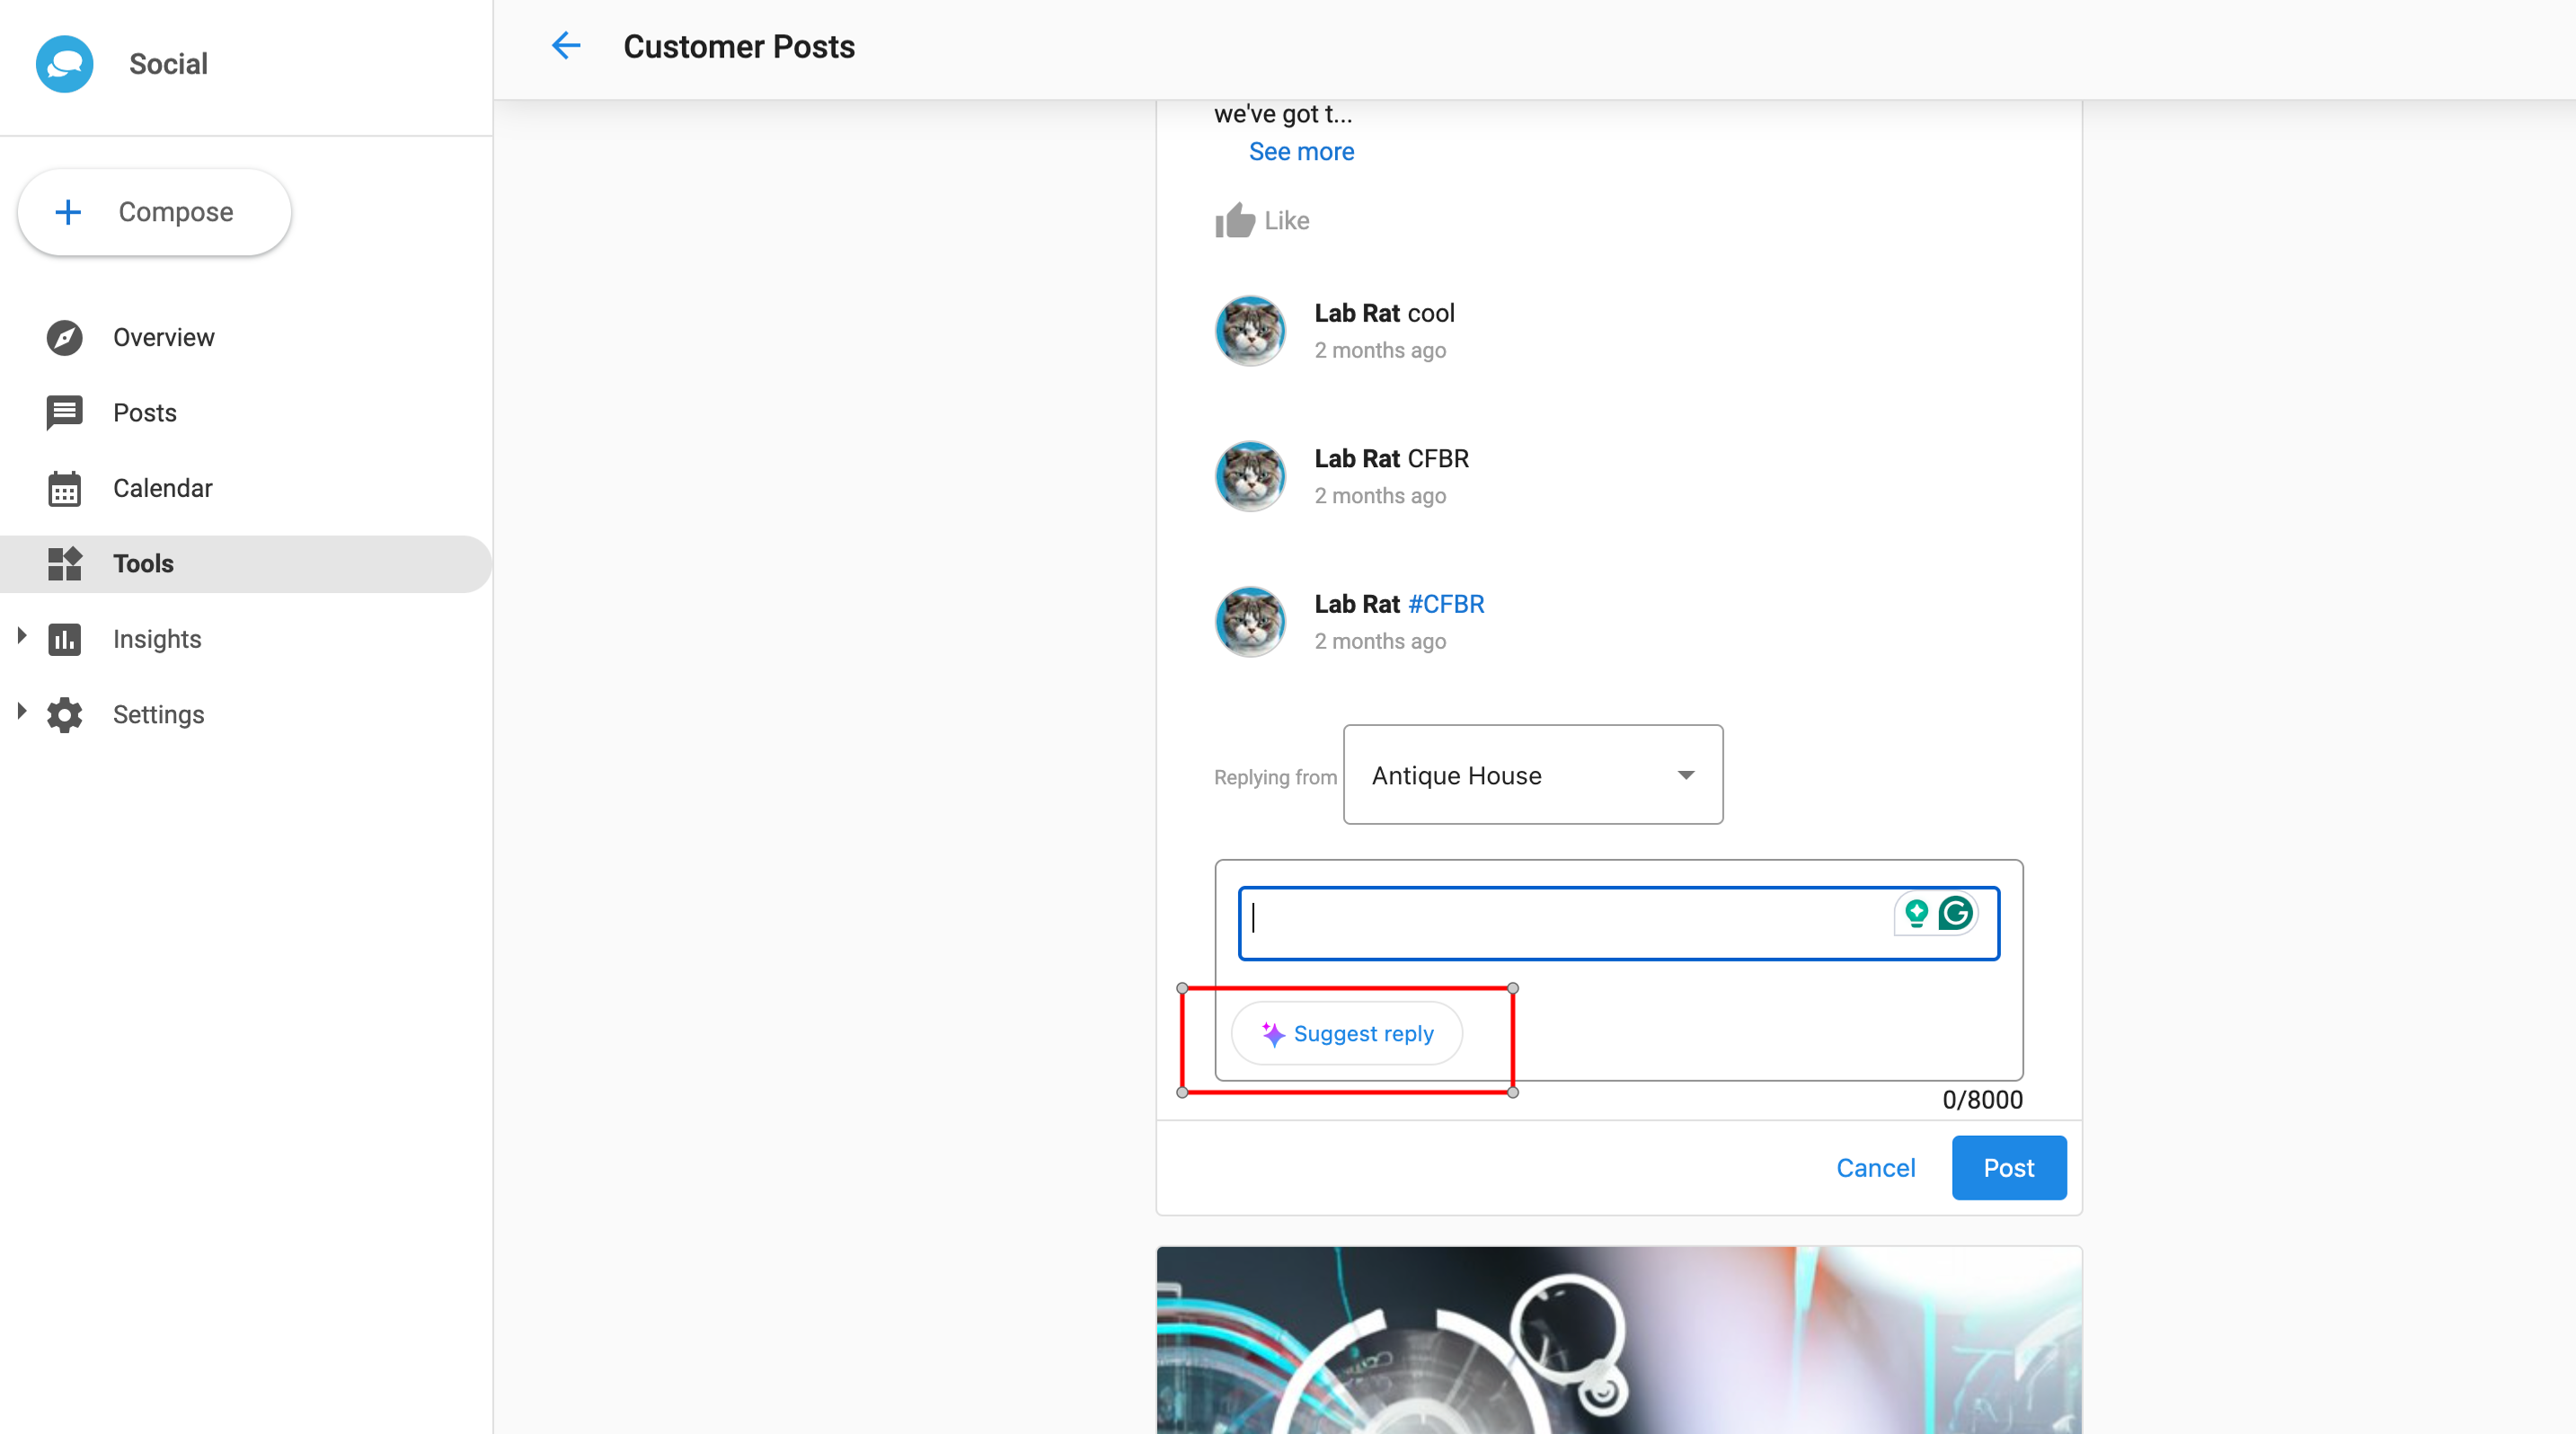 Social
Customer Posts
Compose
Overview
Posts
Calendar
Tools
Insights
Settings
we've got t...
See more
Like
Lab Rat cool
2 months ago
Lab Rat CFBR
2 months ago
Lab Rat #CFBR
2 months ago
Replying from Antique House
Suggest reply
0/8000
Cancel Post